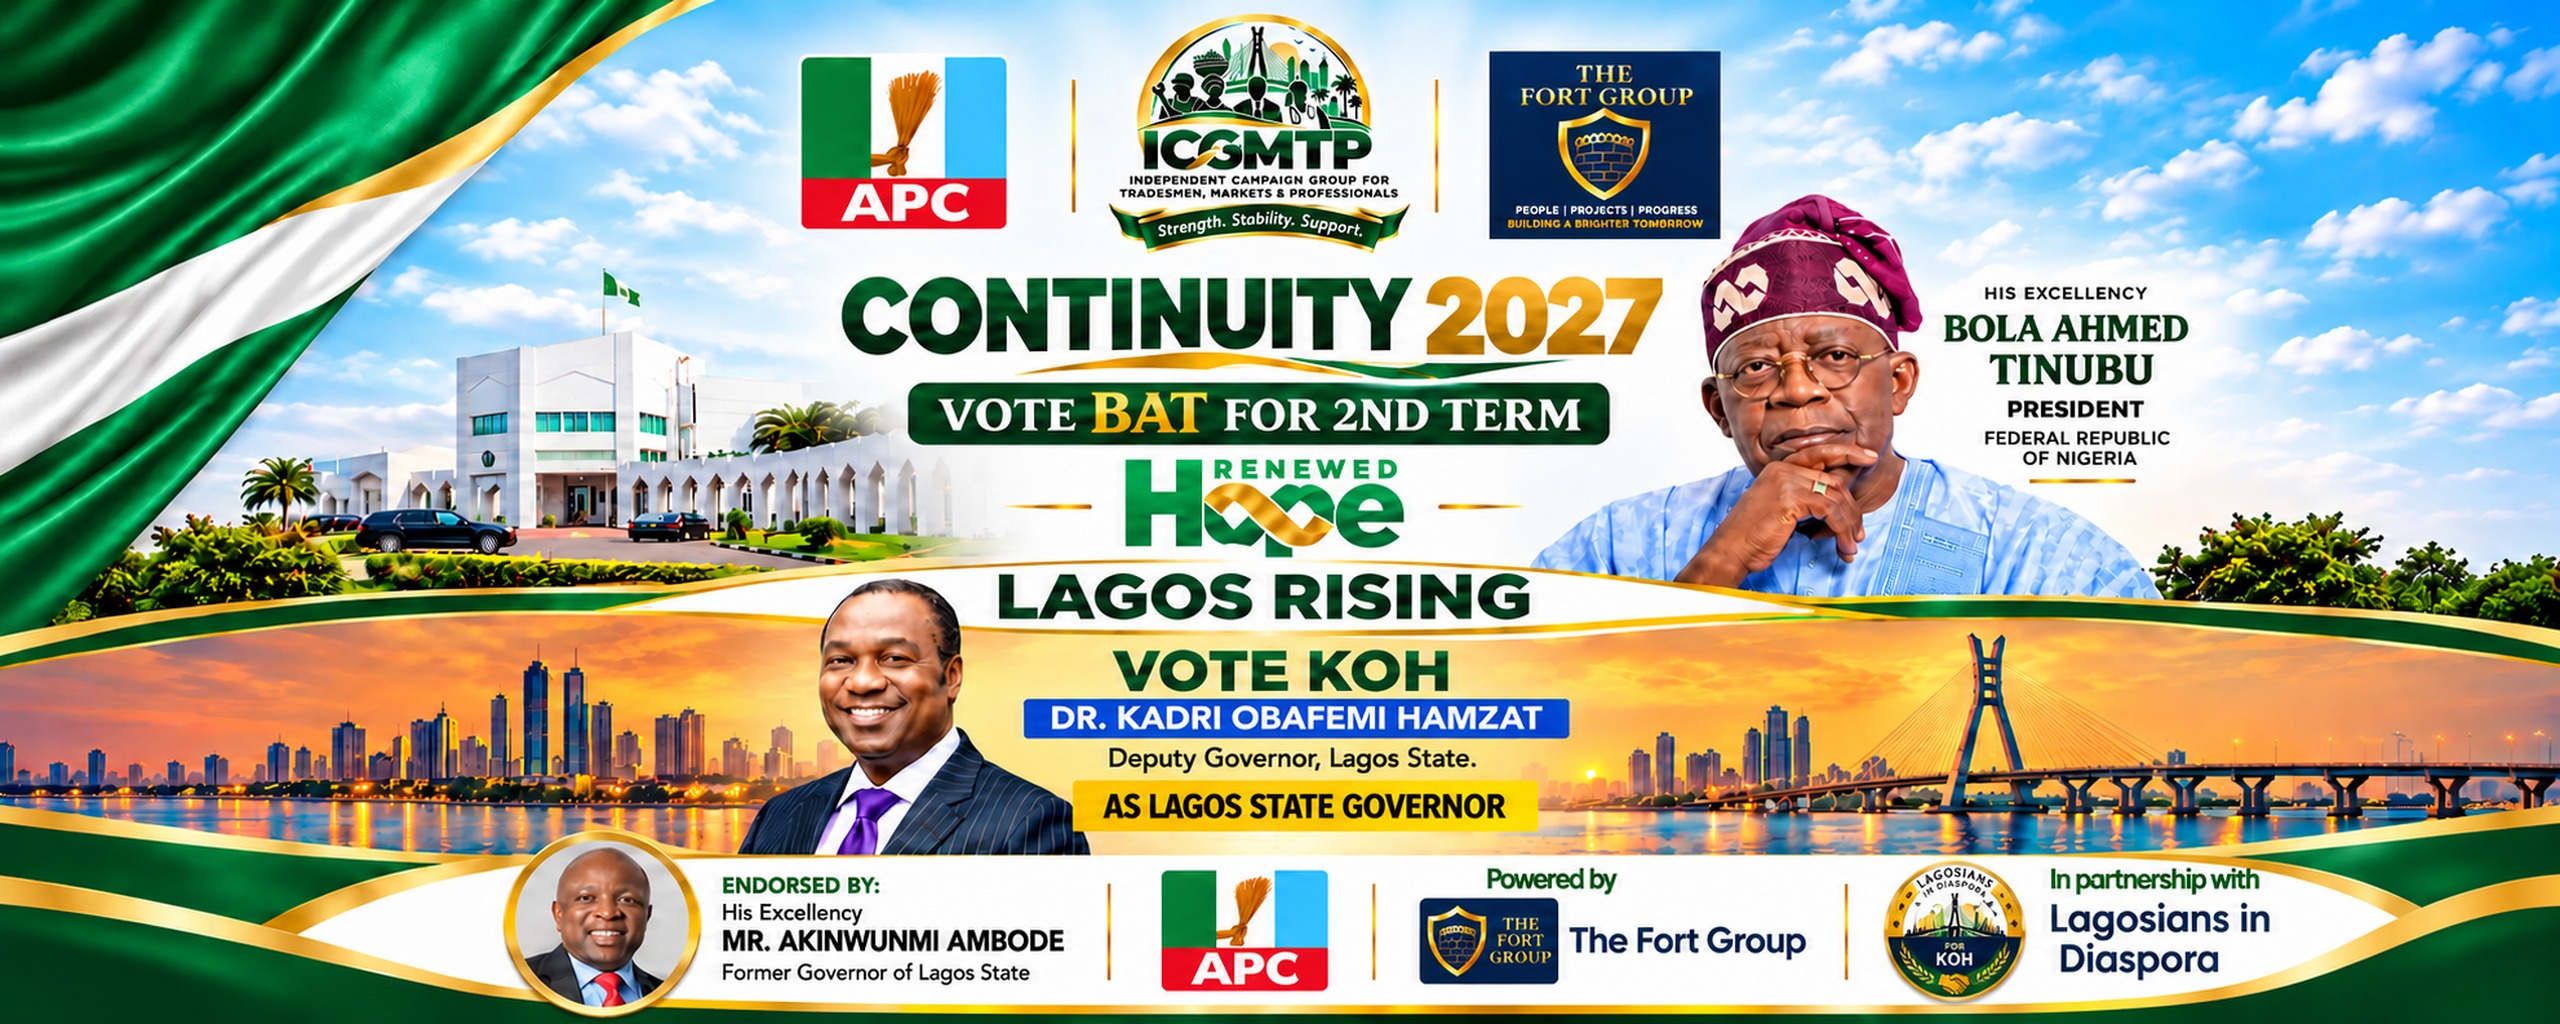 APC
ICGMTP
INDEPENDENT CAMPAIGN GROUP FOR
TRADESMEN, MARKETS & PROFESSIONALS
Strength. Stability. Support.
THE
FORT GROUP
PEOPLE | PROJECTS | PROGRESS
BUILDING A BRIGHTER TOMORROW
CONTINUITY 2027
VOTE BAT FOR 2ND TERM
RENEWED
Hope
HIS EXCELLENCY
BOLA AHMED
TINUBU
PRESIDENT
FEDERAL REPUBLIC
OF NIGERIA
LAGOS RISING
VOTE KOH
DR. KADRI OBAFEMI HAMZAT
Deputy Governor, Lagos State.
AS LAGOS STATE GOVERNOR
ENDORSED BY:
His Excellency
MR. AKINWUNMI AMBODE
Former Governor of Lagos State
APC
Powered by
THE
FORT
GROUP
The Fort Group
LAGOSIANS
IN DIASPORA
FOR
KOH
In partnership with
Lagosians in
Diaspora